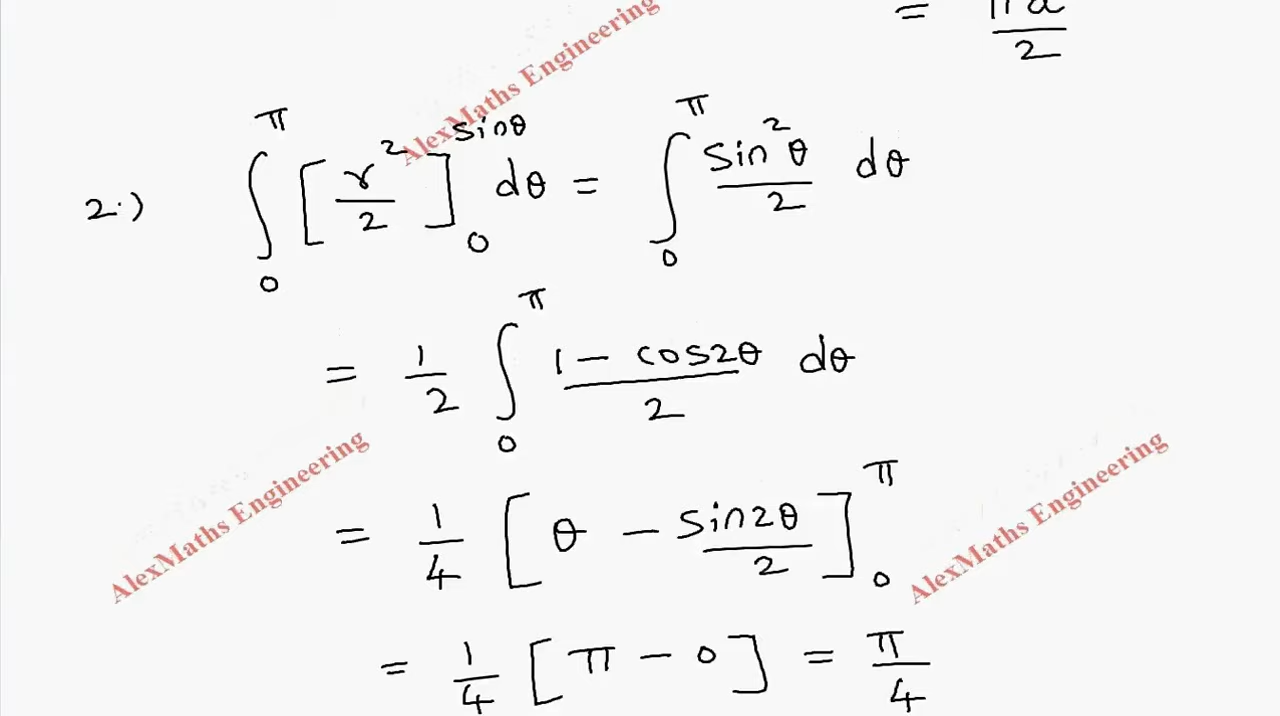 = πa/2
AlexMaths Engineering
2.) ∫₀^π [r²/2]₀^sinθ dθ = ∫₀^π sin²θ/2 dθ
= 1/2 ∫₀^π 1 − cos2θ/2 dθ
AlexMaths Engineering
AlexMaths Engineering
= 1/4 [θ − sin2θ/2]₀^π
= 1/4 [π − 0] = π/4